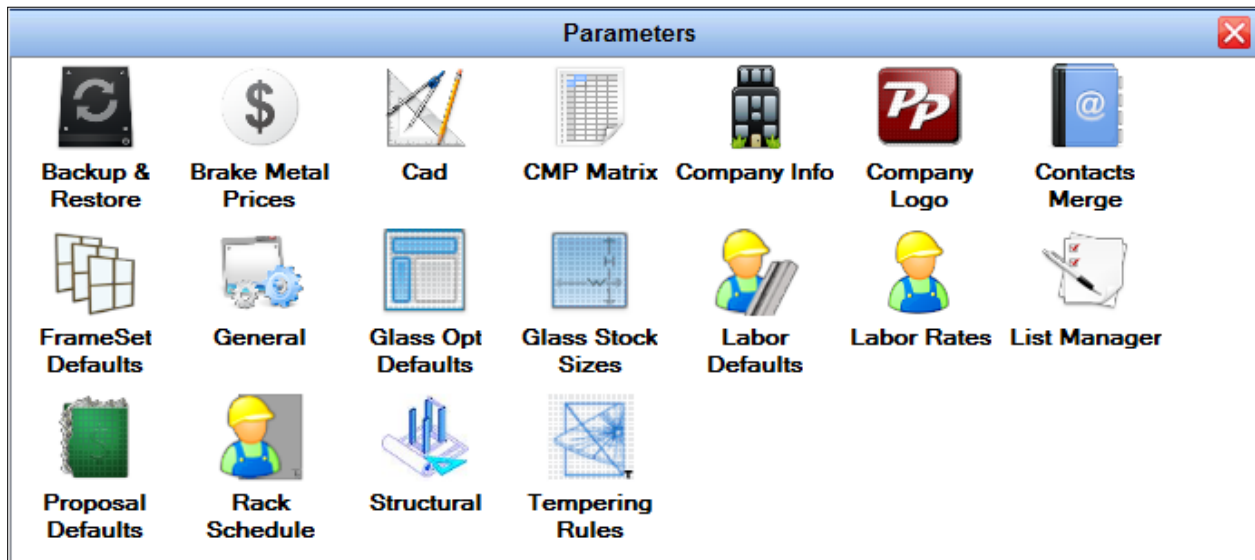 Parameters
$
PP
@
Backup &
Restore
Brake Metal
Prices
Cad
CMP Matrix
Company Info
Company
Logo
Contacts
Merge
H
W
FrameSet
Defaults
General
Glass Opt
Defaults
Glass Stock
Sizes
Labor
Defaults
Labor Rates
List Manager
T
Proposal
Defaults
Rack
Schedule
Structural
Tempering
Rules